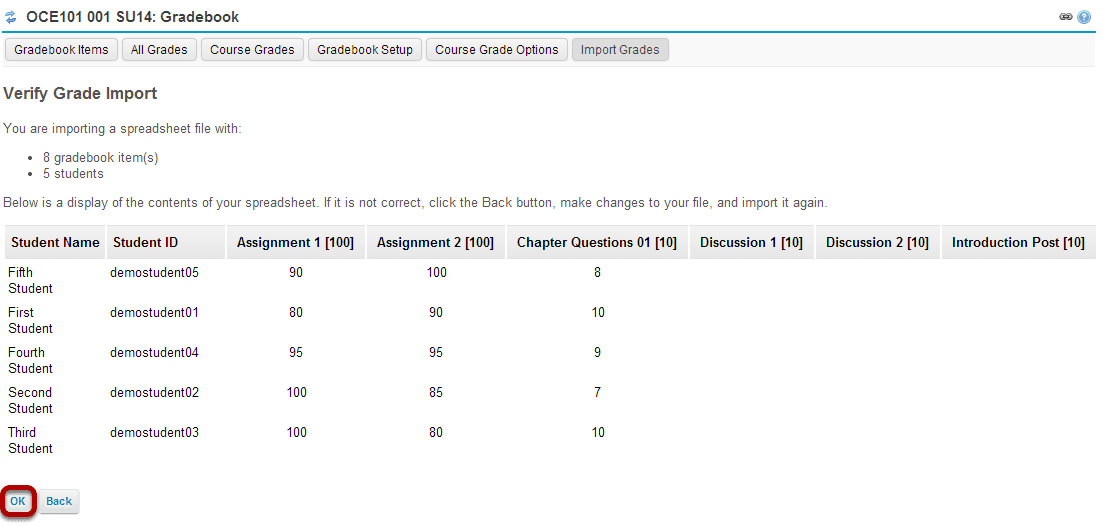 OCE101 001 SU14: Gradebook
Gradebook Items All Grades Course Grades Gradebook Setup Course Grade Options Import Grades
Verify Grade Import
You are importing a spreadsheet file with:
• 8 gradebook item(s)
• 5 students
Below is a display of the contents of your spreadsheet. If it is not correct, click the Back button, make changes to your file, and import it again.
Student Name Student ID Assignment 1 [100] Assignment 2 [100] Chapter Questions 01 [10] Discussion 1 [10] Discussion 2 [10] Introduction Post [10]
Fifth demostudent05 90 100 8
Student
First demostudent01 80 90 10
Student
Fourth demostudent04 95 95 9
Student
Second demostudent02 100 85 7
Student
Third demostudent03 100 80 10
Student
OK Back